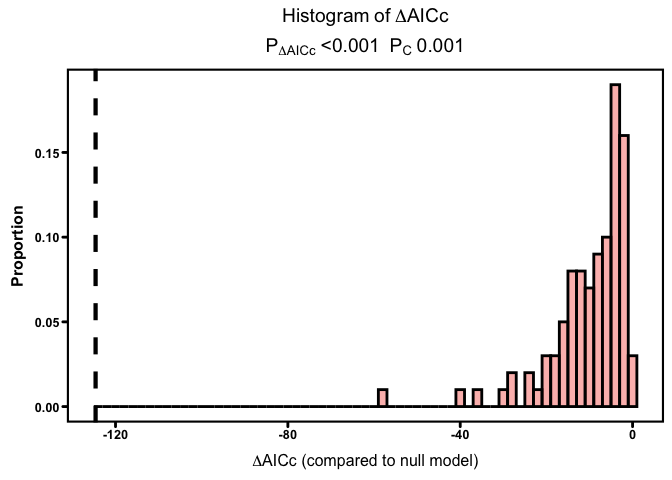 Histogram of ΔAICc
PΔAICc <0.001 PC 0.001
0.15
0.10
0.05
0.00
Proportion
-120 -80 -40 0
ΔAICc (compared to null model)